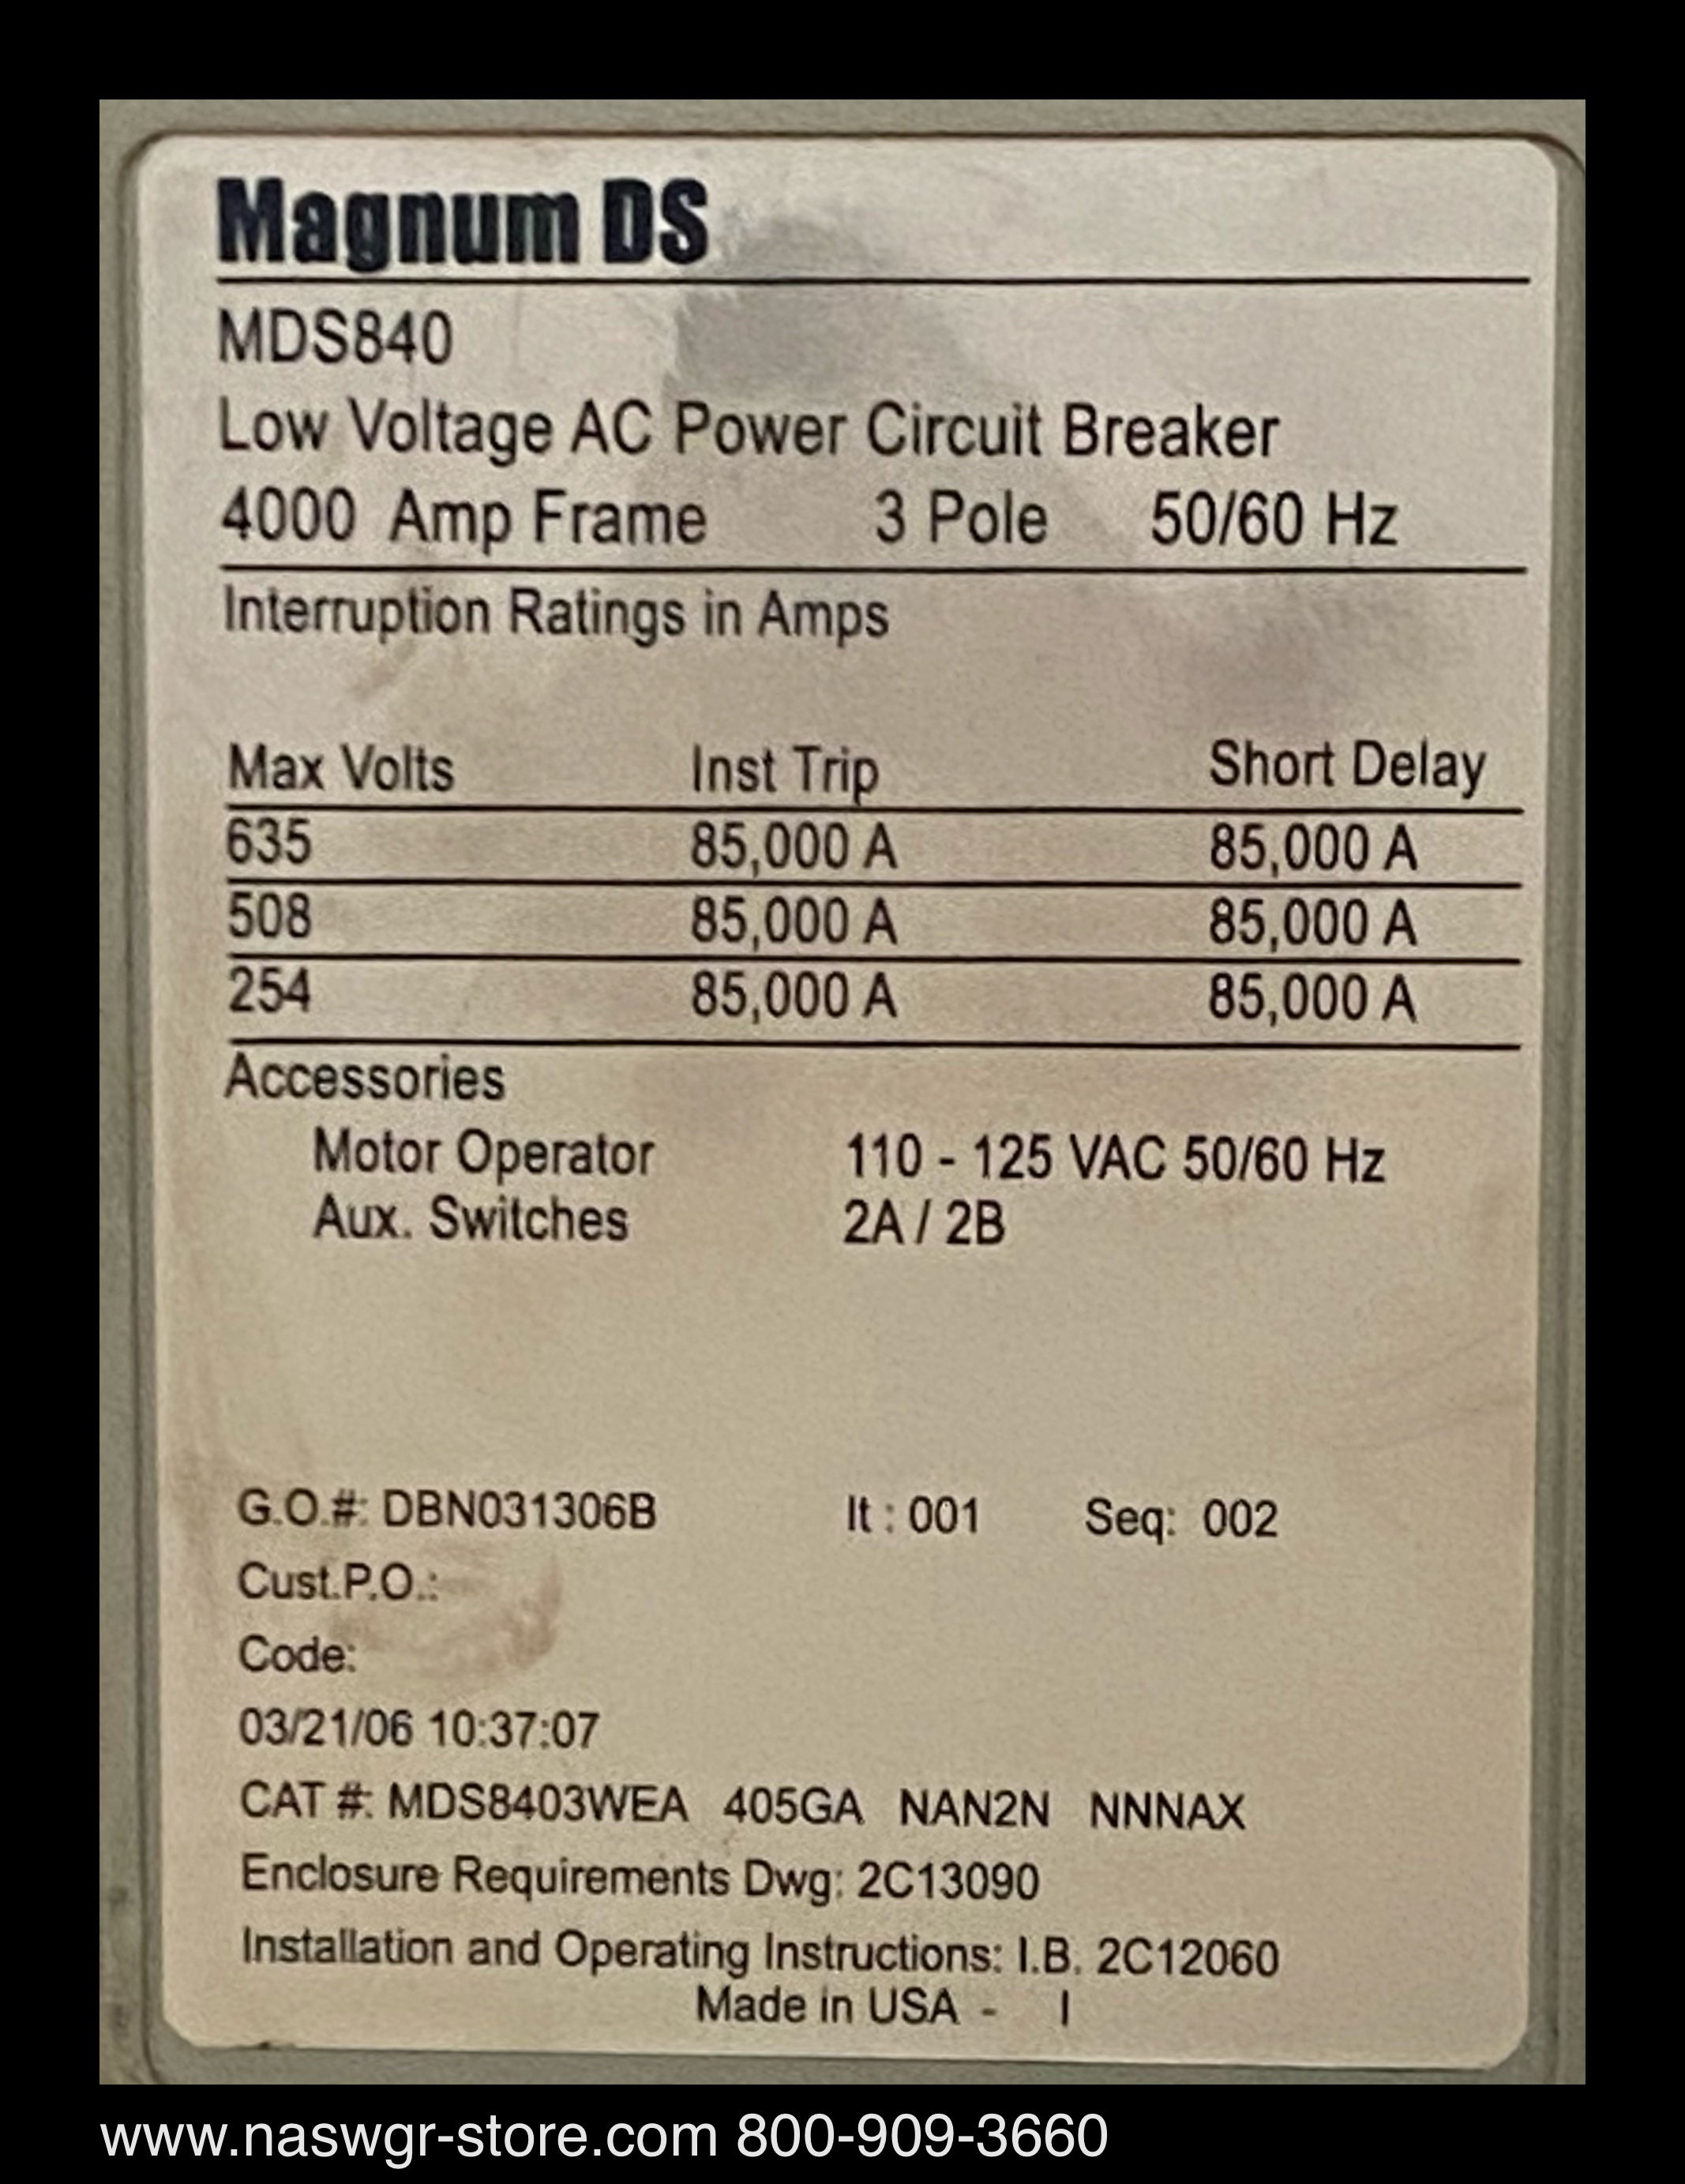 Magnum DS
MDS840
Low Voltage AC Power Circuit Breaker
4000 Amp Frame 3 Pole 50/60 Hz
Interruption Ratings in Amps
Max Volts Inst Trip Short Delay
635 85,000 A 85,000 A
508 85,000 A 85,000 A
254 85,000 A 85,000 A
Accessories
Motor Operator 110 - 125 VAC 50/60 Hz
Aux. Switches 2A / 2B
G.O.#: DBN031306B It : 001 Seq: 002
Cust.P.O.:
Code:
03/21/06 10:37:07
CAT #: MDS8403WEA 405GA NAN2N NNNAX
Enclosure Requirements Dwg: 2C13090
Installation and Operating Instructions: I.B. 2C12060
Made in USA - I
www.naswgr-store.com 800-909-3660